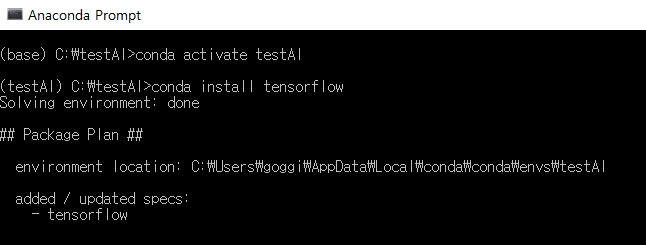 Anaconda Prompt
(base) C:₩testAI>conda activate testAI
(testAI) C:₩testAI>conda install tensorflow
Solving environment: done
## Package Plan ##
environment location: C:₩Users₩goggi₩AppData₩Local₩conda₩conda₩envs₩testAI
added / updated specs:
- tensorflow